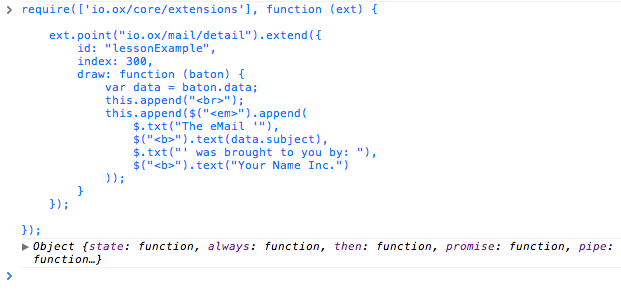 require(['io.ox/core/extensions'], function (ext) {
ext.point("io.ox/mail/detail").extend({
id: "lessonExample",
index: 300,
draw: function (baton) {
var data = baton.data;
this.append("<br>");
this.append($("<em>").append(
$.txt("The eMail '"),
$("<b>").text(data.subject),
$.txt("' was brought to you by: "),
$("<b>").text("Your Name Inc.")
));
}
});
});
Object {state: function, always: function, then: function, promise: function, pipe:
function…}